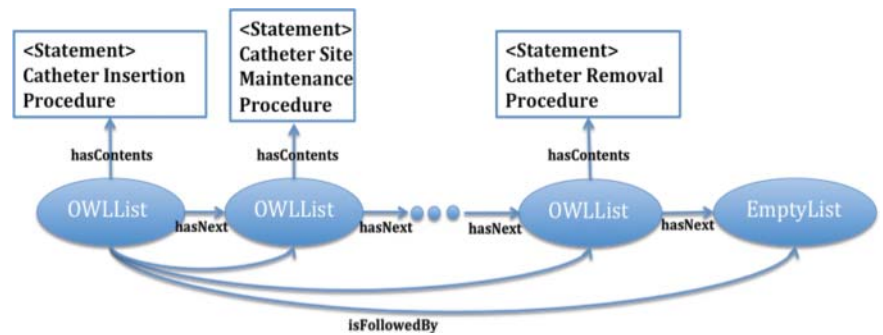 <Statement>
Catheter Insertion
Procedure
<Statement>
Catheter Site
Maintenance
Procedure
<Statement>
Catheter Removal
Procedure
hasContents
hasContents
hasContents
OWLList
hasNext
OWLList
hasNext
hasNext
OWLList
hasNext
EmptyList
isFollowedBy